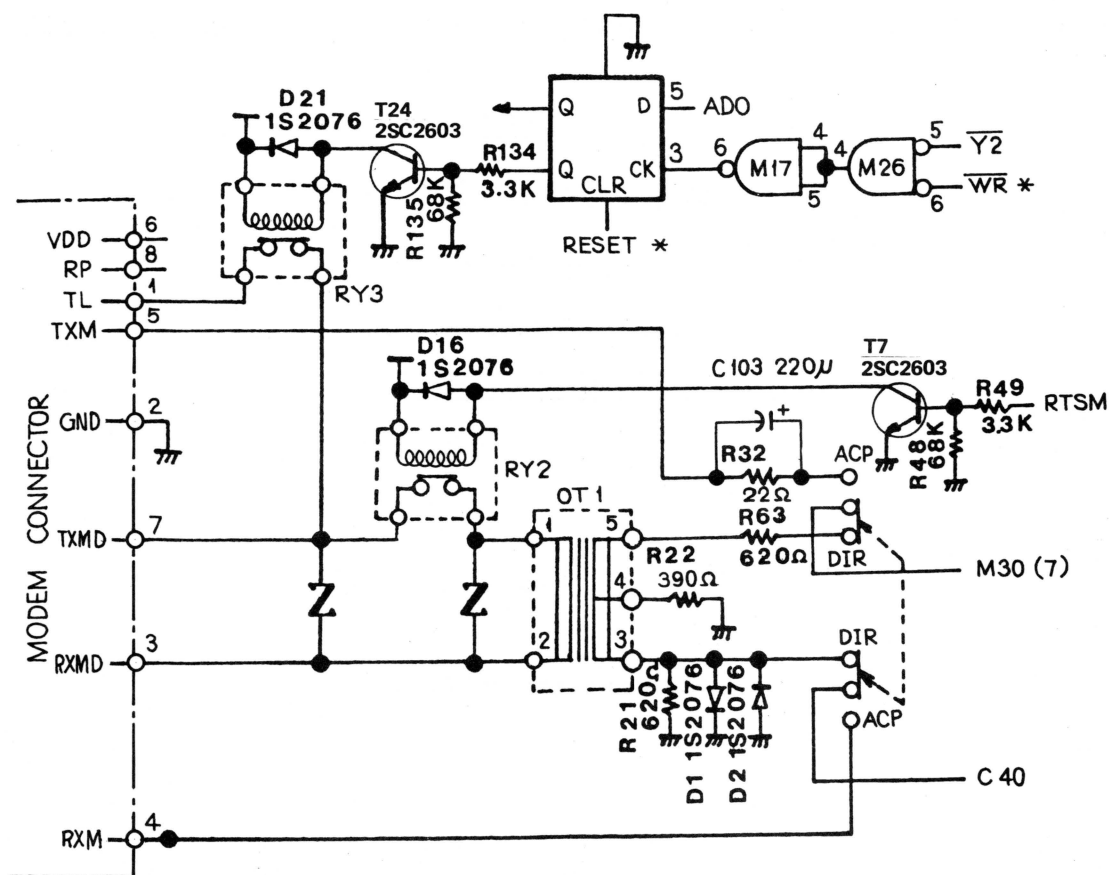 Q
D
5
ADO
D21
1S2076
T24
2SC2603
R134
3.3K
Q
CLR
CK
3
6
M17
4
5
4
M26
5
Y2
WR *
6
R135
68K
RESET *
VDD
6
RP
8
TL
1
RY3
TXM
5
D16
1S2076
C103 220μ
T7
2SC2603
R49
3.3K
RTSM
R48
68K
GND
2
MODEM CONNECTOR
RY2
R32
22Ω
ACP
OT1
TXMD
7
1
5
R63
620Ω
DIR
M30 (7)
R22
390Ω
4
RXMD
3
2
3
DIR
R21
620Ω
D1 1S2076
D2 1S2076
ACP
C40
RXM
4
+